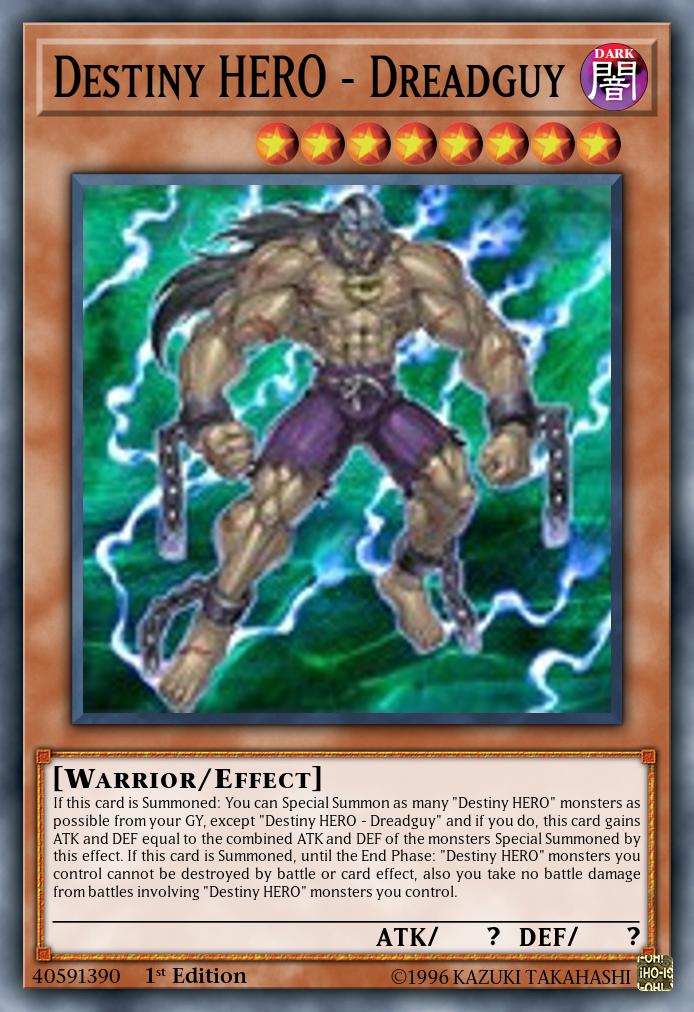 Destiny HERO - Dreadguy
DARK
闇
[Warrior/Effect]
If this card is Summoned: You can Special Summon as many "Destiny HERO" monsters as
possible from your GY, except "Destiny HERO - Dreadguy" and if you do, this card gains
ATK and DEF equal to the combined ATK and DEF of the monsters Special Summoned by
this effect. If this card is Summoned, until the End Phase: "Destiny HERO" monsters you
control cannot be destroyed by battle or card effect, also you take no battle damage
from battles involving "Destiny HERO" monsters you control.
ATK/ ? DEF/ ?
40591390 1st Edition ©1996 KAZUKI TAKAHASHI